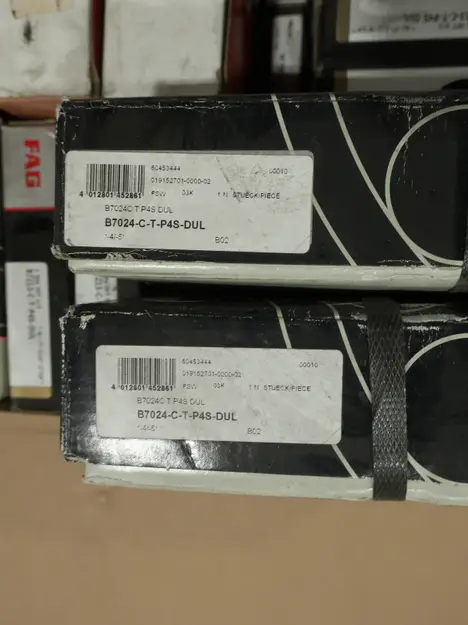 FAG
60453444
00010
019152701-0000-02
4 012801 452861
FSW 33K 1 N STUECK/PIECE
B7024C.T.P4S.DUL
B7024-C-T-P4S-DUL
B02
60453444
00010
019152701-0000-02
4 012801 452861
FSW 33K 1 N STUECK/PIECE
B7024C.T.P4S.DUL
B7024-C-T-P4S-DUL
B02